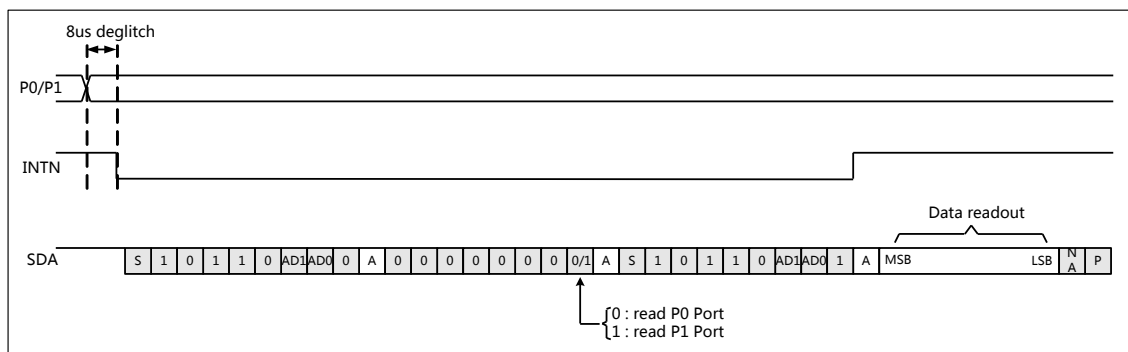 8us deglitch
P0/P1
INTN
Data readout
SDA S 1 0 1 1 0 AD1 AD0 0 A 0 0 0 0 0 0 0 0/1 A S 1 0 1 1 0 AD1 AD0 1 A MSB LSB N A P
0 : read P0 Port
1 : read P1 Port